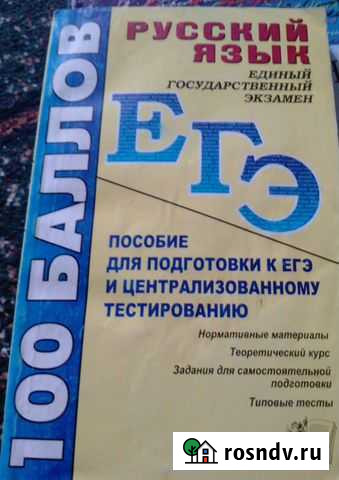 100 БАЛЛОВ
РУССКИЙ
ЯЗЫК
ЕДИНЫЙ
ГОСУДАРСТВЕННЫЙ
ЭКЗАМЕН
ЕГЭ
ПОСОБИЕ
ДЛЯ ПОДГОТОВКИ К ЕГЭ
И ЦЕНТРАЛИЗОВАННОМУ
ТЕСТИРОВАНИЮ
Нормативные материалы
Теоретический курс
Задания для самостоятельной
подготовки
Типовые тесты
rosndv.ru